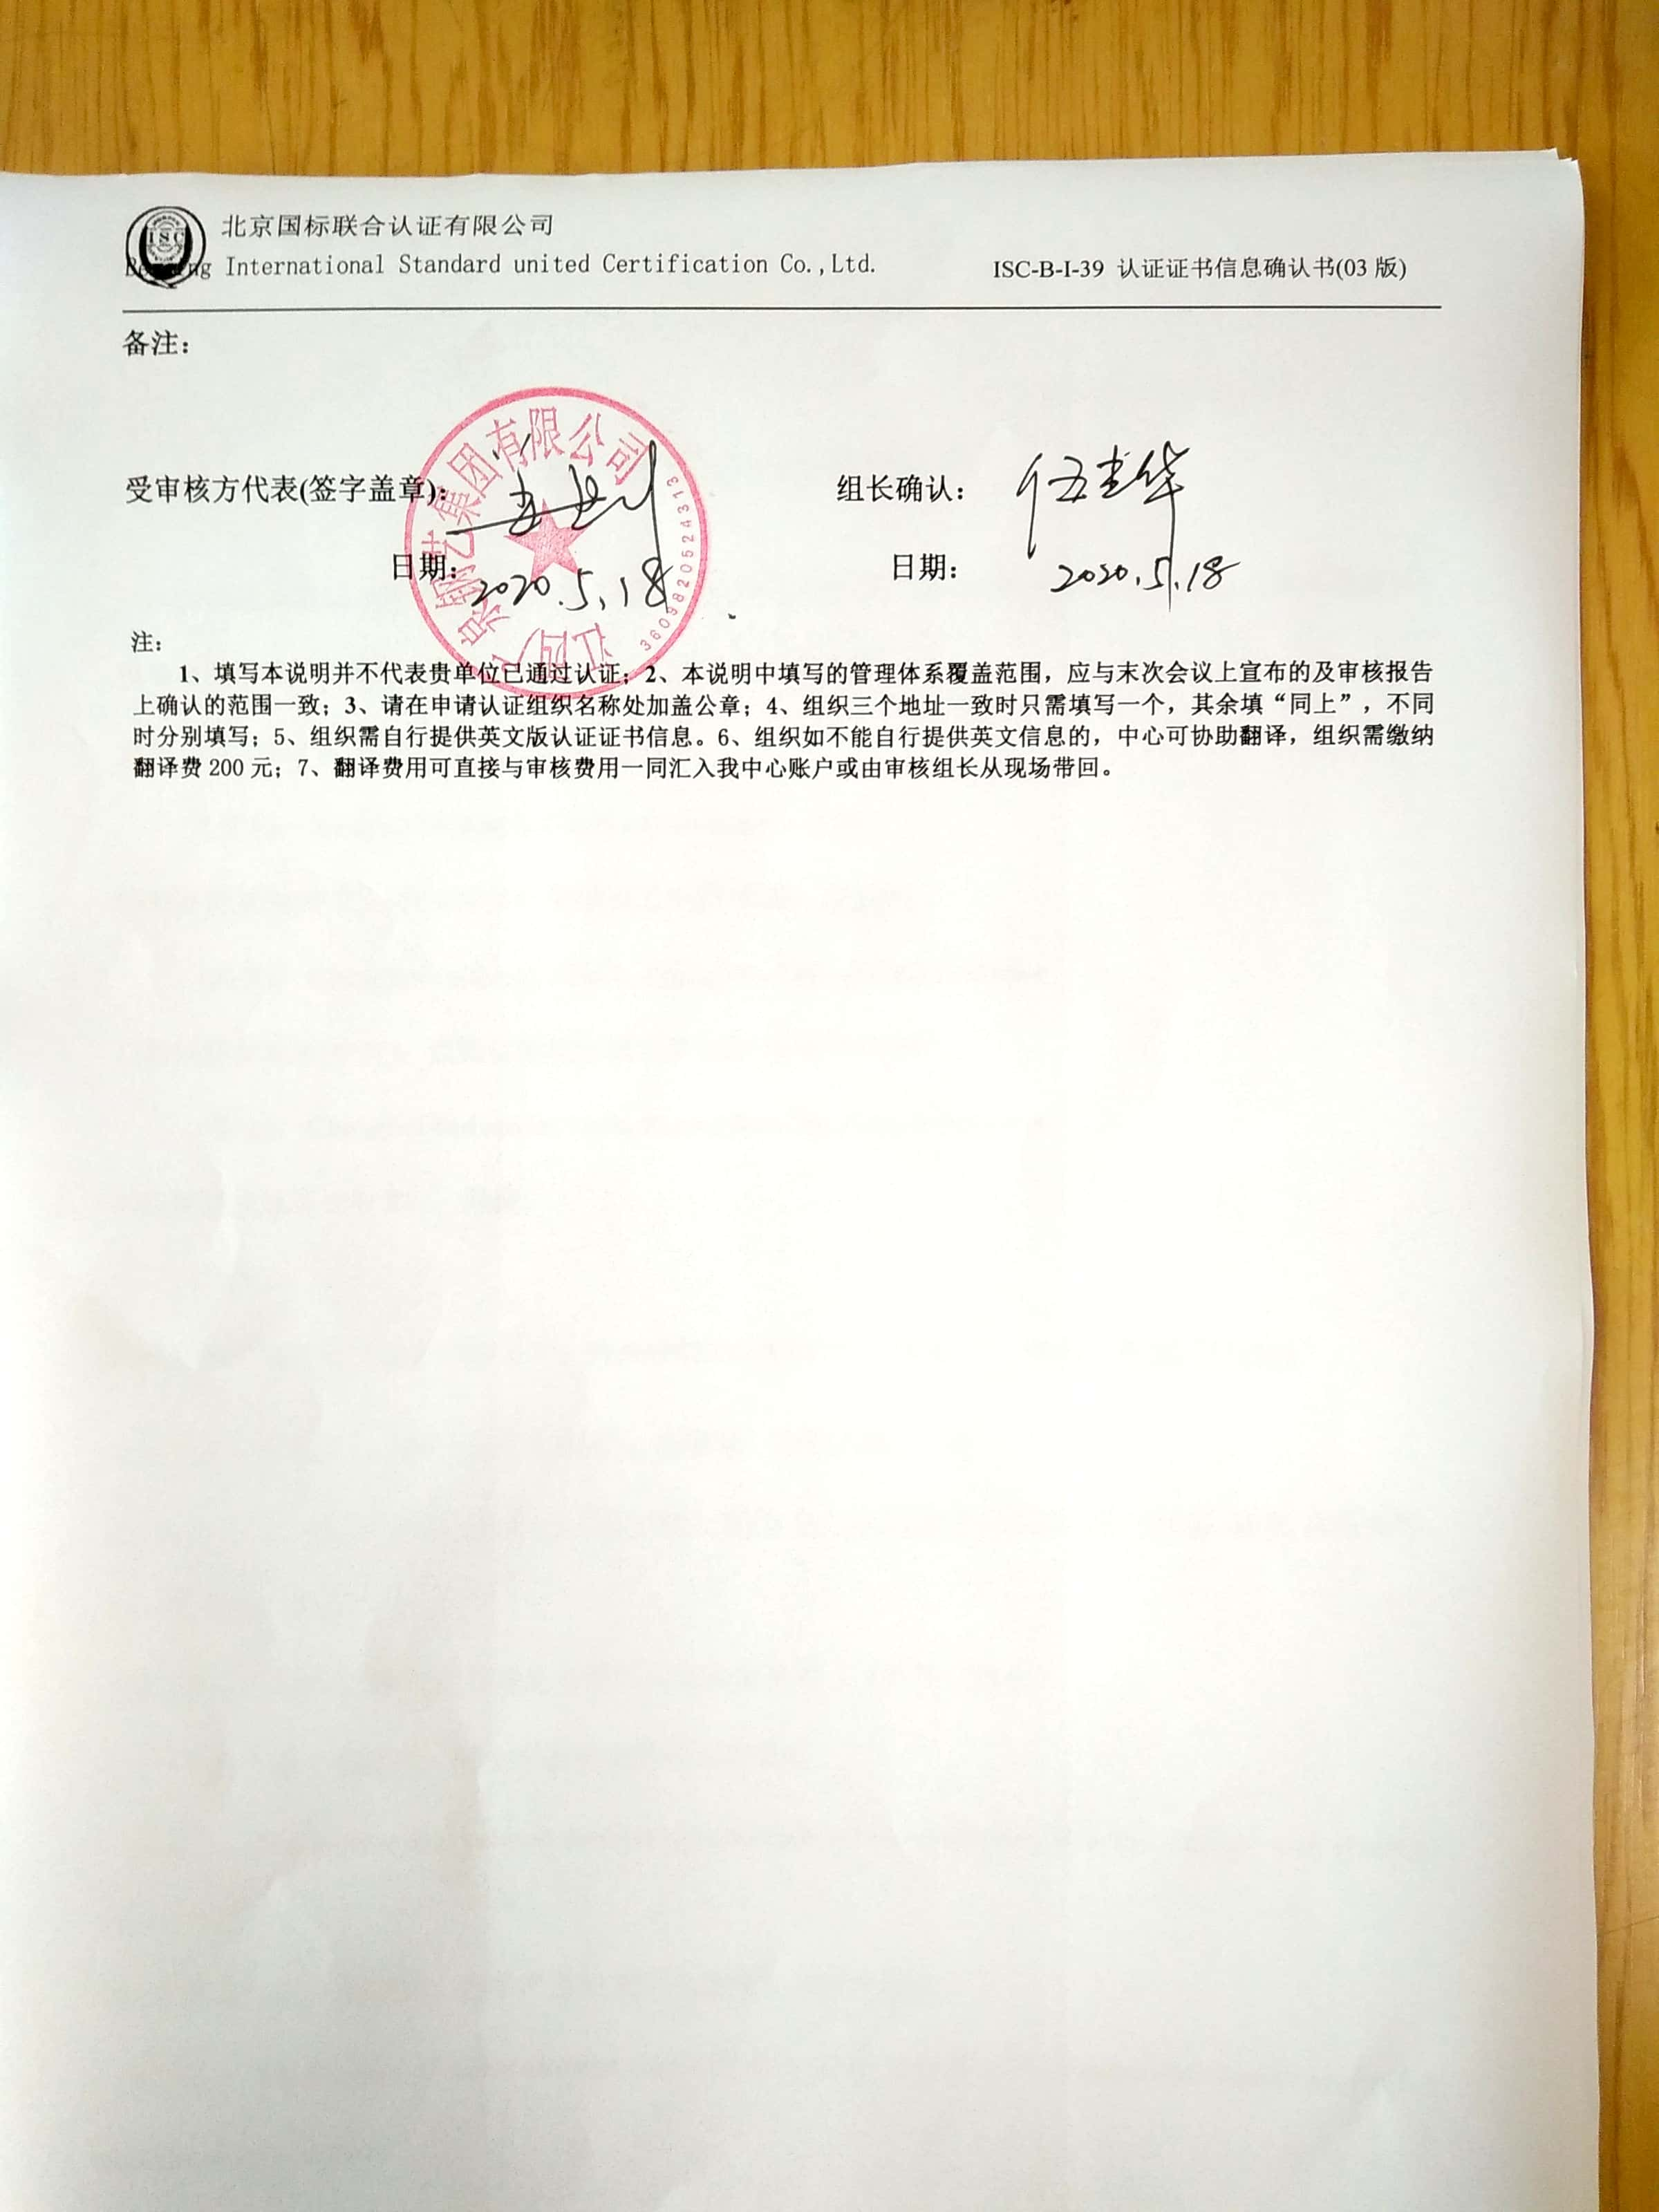 北京国标联合认证有限公司
Beijing International Standard united Certification Co.,Ltd.
ISC-B-I-39 认证证书信息确认书(03 版)
ISC
备注：
受审核方代表(签字盖章)：
组长确认：
日期：2020.5.18
日期：2020.5.18
集团有限公司
3609820524313
注：
1、填写本说明并不代表贵单位已通过认证；2、本说明中填写的管理体系覆盖范围，应与末次会议上宣布的及审核报告
上确认的范围一致；3、请在申请认证组织名称处加盖公章；4、组织三个地址一致时只需填写一个，其余填“同上”，不同
时分别填写；5、组织需自行提供英文版认证证书信息。6、组织如不能自行提供英文信息的，中心可协助翻译，组织需缴纳
翻译费 200 元；7、翻译费用可直接与审核费用一同汇入我中心账户或由审核组长从现场带回。